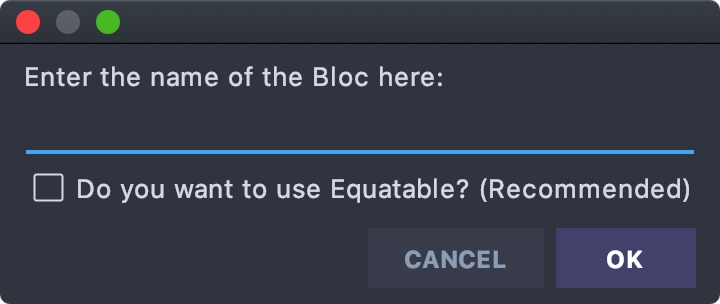 Enter the name of the Bloc here:
Do you want to use Equatable? (Recommended)
CANCEL OK